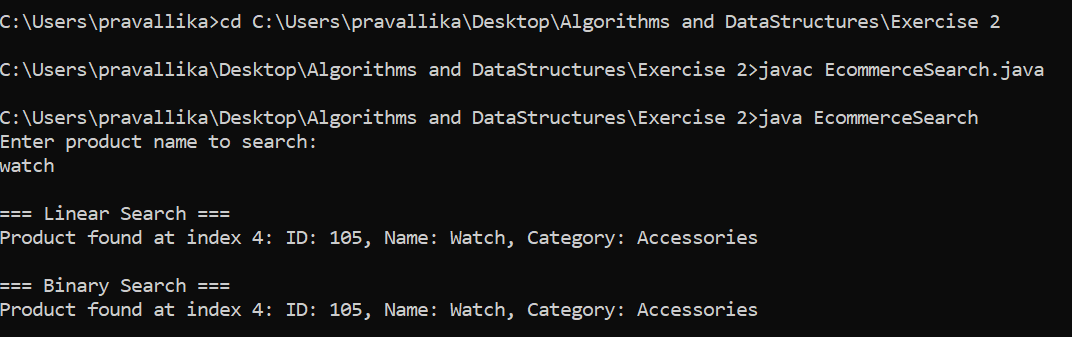 C:\Users\pravallika>cd C:\Users\pravallika\Desktop\Algorithms and DataStructures\Exercise 2
C:\Users\pravallika\Desktop\Algorithms and DataStructures\Exercise 2>javac EcommerceSearch.java
C:\Users\pravallika\Desktop\Algorithms and DataStructures\Exercise 2>java EcommerceSearch
Enter product name to search:
watch
=== Linear Search ===
Product found at index 4: ID: 105, Name: Watch, Category: Accessories
=== Binary Search ===
Product found at index 4: ID: 105, Name: Watch, Category: Accessories